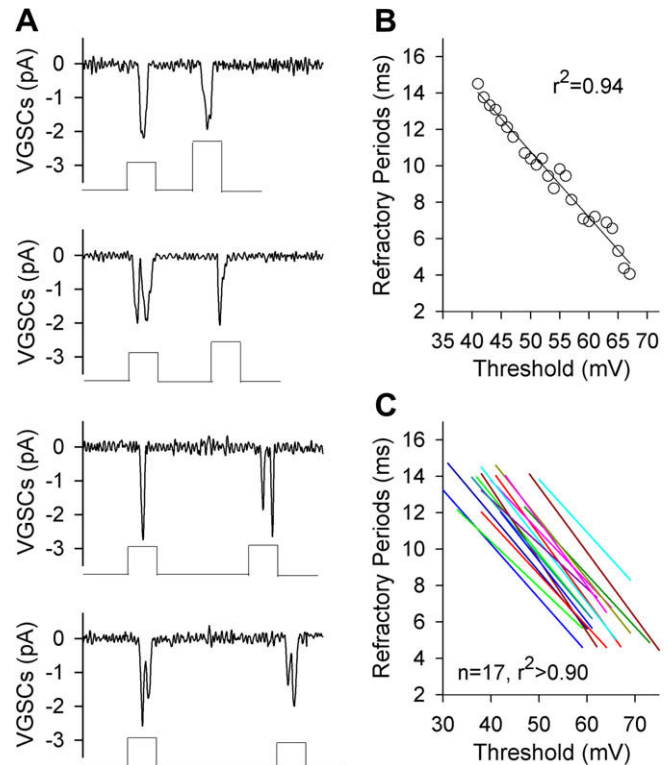 A
VGSCs (pA)
0
-1
-2
-3
VGSCs (pA)
0
-1
-2
-3
VGSCs (pA)
0
-1
-2
-3
VGSCs (pA)
0
-1
-2
-3
B
Refractory Periods (ms)
16
14
12
10
8
6
4
2
r²=0.94
35 40 45 50 55 60 65 70
Threshold (mV)
C
Refractory Periods (ms)
16
14
12
10
8
6
4
2
n=17, r²>0.90
30 40 50 60 70
Threshold (mV)